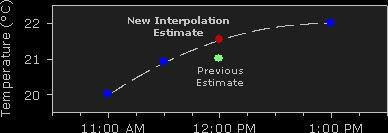 Temperature (°C)
22
21
20
New Interpolation
Estimate
Previous
Estimate
11:00 AM
12:00 PM
1:00 PM